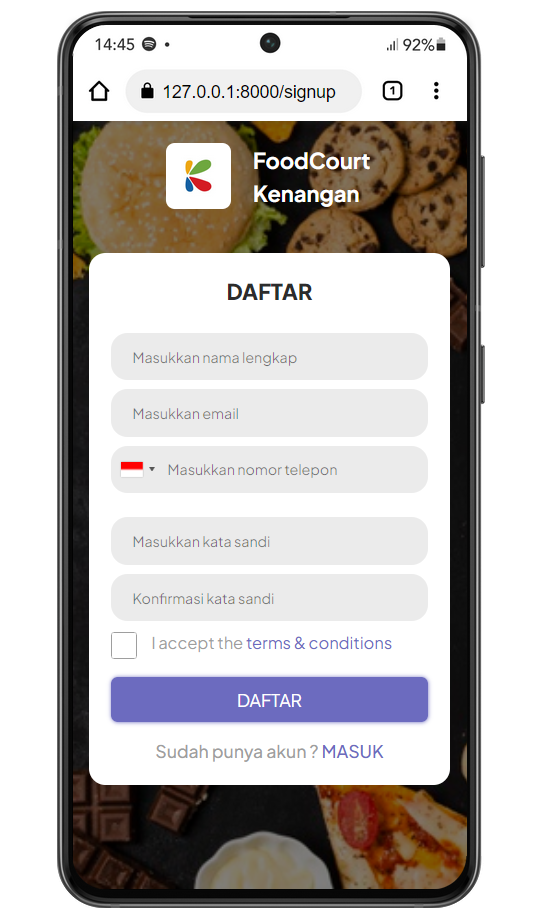 14:45
92%
127.0.0.1:8000/signup
1
FoodCourt
Kenangan
DAFTAR
Masukkan nama lengkap
Masukkan email
Masukkan nomor telepon
Masukkan kata sandi
Konfirmasi kata sandi
I accept the terms & conditions
DAFTAR
Sudah punya akun ? MASUK